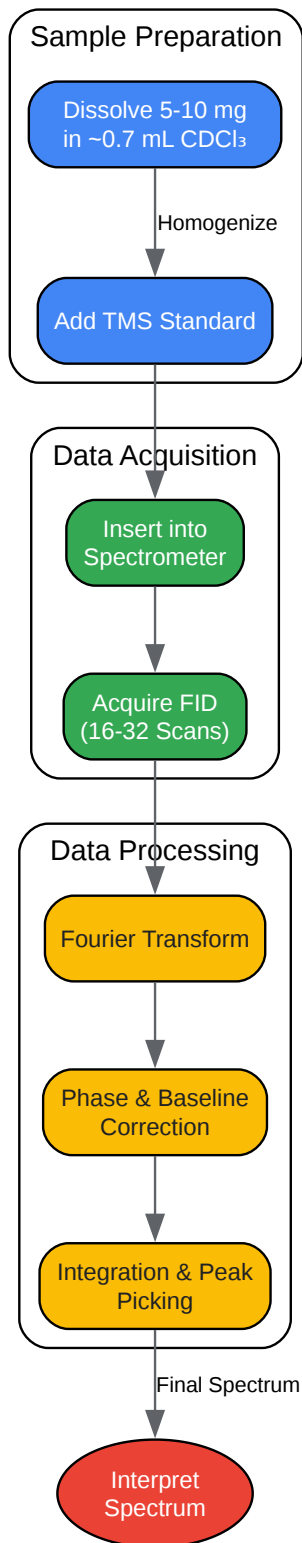 Sample Preparation
Dissolve 5-10 mg
in ~0.7 mL CDCl₃
Homogenize
Add TMS Standard
Data Acquisition
Insert into
Spectrometer
Acquire FID
(16-32 Scans)
Data Processing
Fourier Transform
Phase & Baseline
Correction
Integration & Peak
Picking
Final Spectrum
Interpret
Spectrum